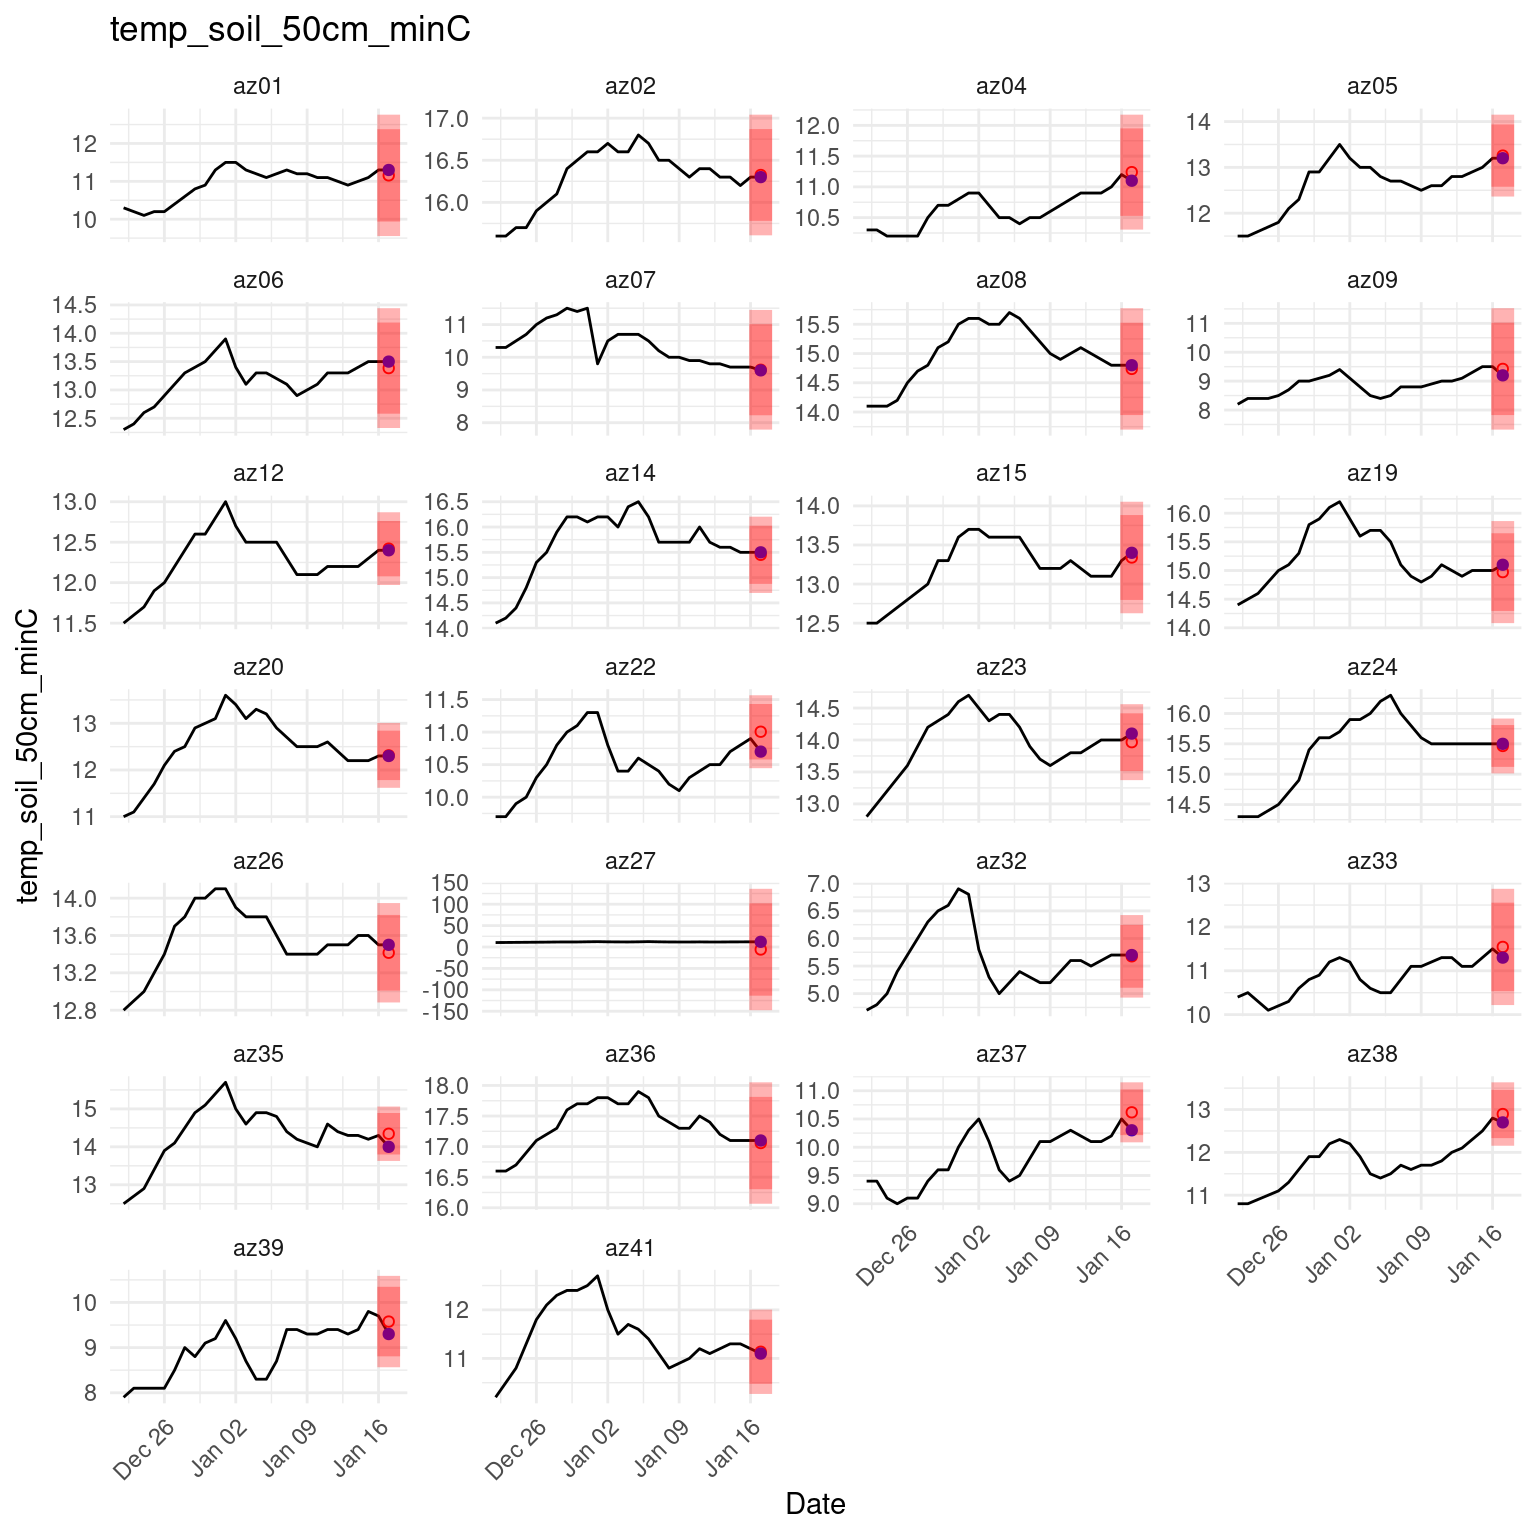 temp_soil_50cm_minC
az01 az02 az04 az05
12 11 10
17.0 16.5 16.0
12.0 11.5 11.0 10.5
14 13 12
az06 az07 az08 az09
14.5 14.0 13.5 13.0 12.5
11 10 9 8
15.5 15.0 14.5 14.0
11 10 9 8
az12 az14 az15 az19
13.0 12.5 12.0 11.5
16.5 16.0 15.5 15.0 14.5 14.0
14.0 13.5 13.0 12.5
16.0 15.5 15.0 14.5 14.0
temp_soil_50cm_minC
az20 az22 az23 az24
13 12 11
11.5 11.0 10.5 10.0
14.5 14.0 13.5 13.0
16.0 15.5 15.0 14.5
az26 az27 az32 az33
14.0 13.6 13.2 12.8
150 100 50 0 -50 -100 -150
7.0 6.5 6.0 5.5 5.0
13 12 11 10
az35 az36 az37 az38
15 14 13
18.0 17.5 17.0 16.5 16.0
11.0 10.5 10.0 9.5 9.0
13 12 11
Dec 26 Jan 02 Jan 09 Jan 16
Dec 26 Jan 02 Jan 09 Jan 16
az39 az41
10 9 8
12 11
Dec 26 Jan 02 Jan 09 Jan 16
Dec 26 Jan 02 Jan 09 Jan 16
Date